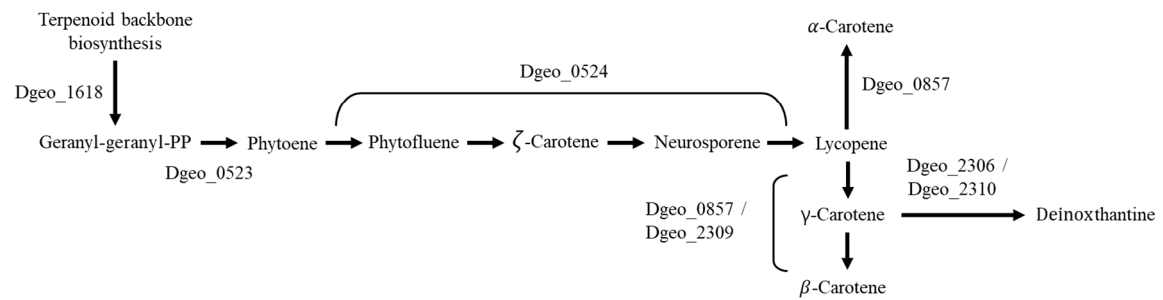 Terpenoid backbone
biosynthesis
α-Carotene
Dgeo_0524
Dgeo_1618
Dgeo_0857
Geranyl-geranyl-PP
Phytoene
Phytofluene
ζ-Carotene
Neurosporene
Lycopene
Dgeo_0523
Dgeo_2306 /
Dgeo_2310
Dgeo_0857 /
Dgeo_2309
γ-Carotene
Deinoxthantine
β-Carotene